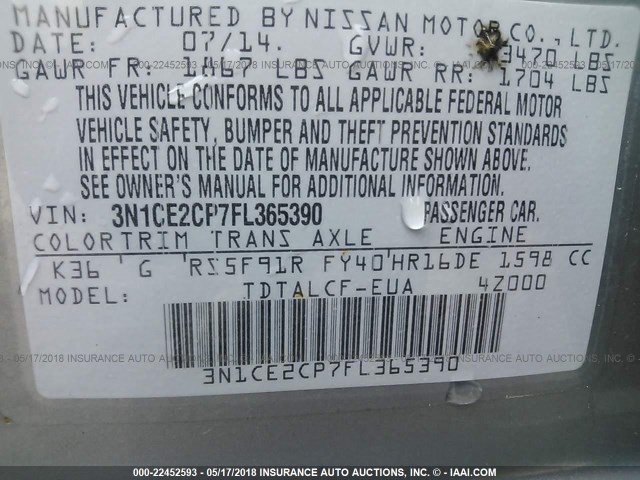 MANUFACTURED BY NISSAN MOTOR CO., LTD.
DATE: 07/14. GVWR: 3470 LBS
GAWR FR: 1867 LBS GAWR RR: 1704 LBS
THIS VEHICLE CONFORMS TO ALL APPLICABLE FEDERAL MOTOR
VEHICLE SAFETY, BUMPER AND THEFT PREVENTION STANDARDS
IN EFFECT ON THE DATE OF MANUFACTURE SHOWN ABOVE.
SEE OWNER'S MANUAL FOR ADDITIONAL INFORMATION.
VIN: 3N1CE2CP7FL365390 PASSENGER CAR.
COLOR TRIM TRANS AXLE ENGINE
K36 G RS5F91R FY40 HR16DE 1598 CC
MODEL: TDTALCF-EUA 4Z000
3N1CE2CP7FL365390
000-22452593 - 05/17/2018 - INSURANCE AUTO AUCTIONS, INC. - IAAI.COM